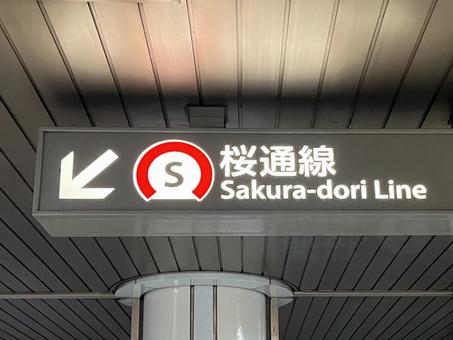 S
桜通線
Sakura-dori Line